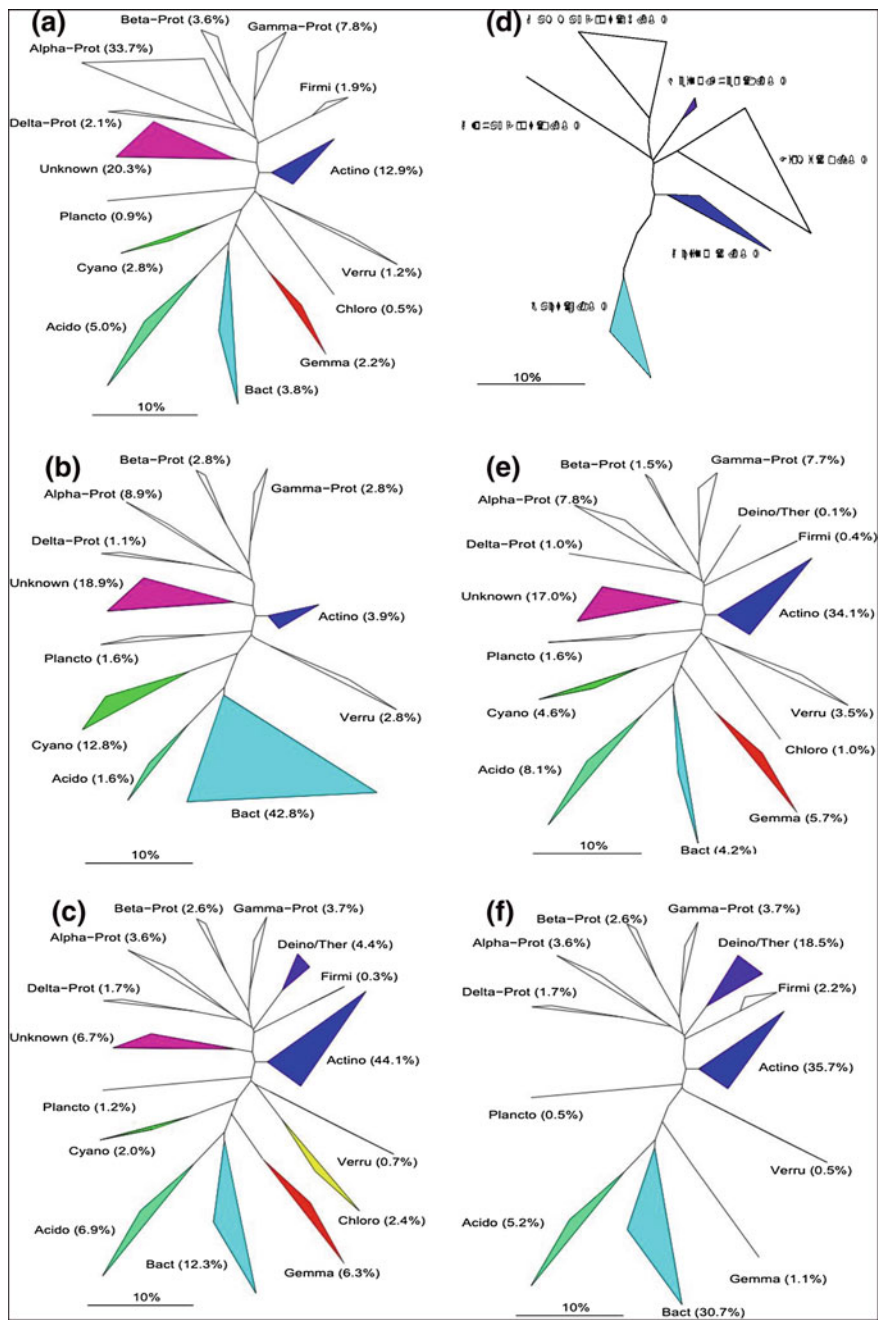 (a)
Beta−Prot (3.6%)
Gamma−Prot (7.8%)
Alpha−Prot (33.7%)
Firmi (1.9%)
Delta−Prot (2.1%)
Unknown (20.3%)
Actino (12.9%)
Plancto (0.9%)
Cyano (2.8%)
Verru (1.2%)
Chloro (0.5%)
Acido (5.0%)
Gemma (2.2%)
Bact (3.8%)
10%
(d)
10%
(b)
Beta−Prot (2.8%)
Gamma−Prot (2.8%)
Alpha−Prot (8.9%)
Delta−Prot (1.1%)
Unknown (18.9%)
Actino (3.9%)
Plancto (1.6%)
Verru (2.8%)
Cyano (12.8%)
Acido (1.6%)
Bact (42.8%)
10%
(e)
Beta−Prot (1.5%)
Gamma−Prot (7.7%)
Alpha−Prot (7.8%)
Deino/Ther (0.1%)
Firmi (0.4%)
Delta−Prot (1.0%)
Unknown (17.0%)
Actino (34.1%)
Plancto (1.6%)
Cyano (4.6%)
Verru (3.5%)
Chloro (1.0%)
Acido (8.1%)
Gemma (5.7%)
Bact (4.2%)
10%
(c)
Beta−Prot (2.6%)
Gamma−Prot (3.7%)
Alpha−Prot (3.6%)
Deino/Ther (4.4%)
Firmi (0.3%)
Delta−Prot (1.7%)
Unknown (6.7%)
Actino (44.1%)
Plancto (1.2%)
Cyano (2.0%)
Verru (0.7%)
Chloro (2.4%)
Acido (6.9%)
Bact (12.3%)
Gemma (6.3%)
10%
(f)
Beta−Prot (2.6%)
Gamma−Prot (3.7%)
Alpha−Prot (3.6%)
Deino/Ther (18.5%)
Delta−Prot (1.7%)
Firmi (2.2%)
Actino (35.7%)
Plancto (0.5%)
Verru (0.5%)
Acido (5.2%)
Gemma (1.1%)
Bact (30.7%)
10%